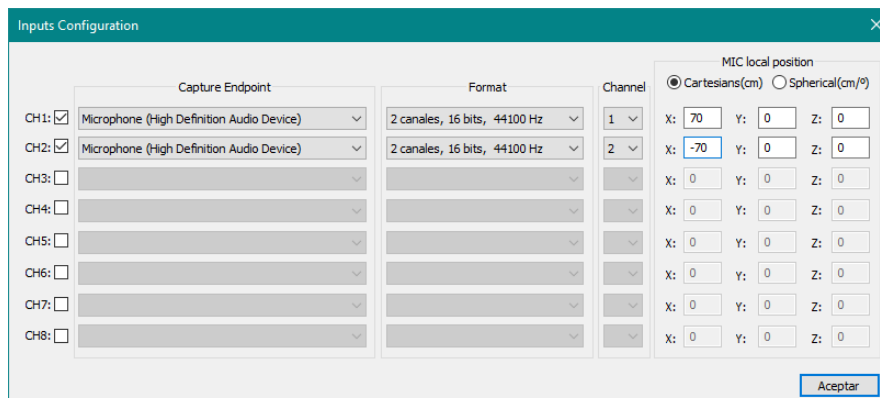 Inputs Configuration
MIC local position
Capture Endpoint Format Channel Cartesians(cm) Spherical(cm/º)
CH1: Microphone (High Definition Audio Device) 2 canales, 16 bits, 44100 Hz 1 X: 70 Y: 0 Z: 0
CH2: Microphone (High Definition Audio Device) 2 canales, 16 bits, 44100 Hz 2 X: -70 Y: 0 Z: 0
CH3: X: 0 Y: 0 Z: 0
CH4: X: 0 Y: 0 Z: 0
CH5: X: 0 Y: 0 Z: 0
CH6: X: 0 Y: 0 Z: 0
CH7: X: 0 Y: 0 Z: 0
CH8: X: 0 Y: 0 Z: 0
Aceptar